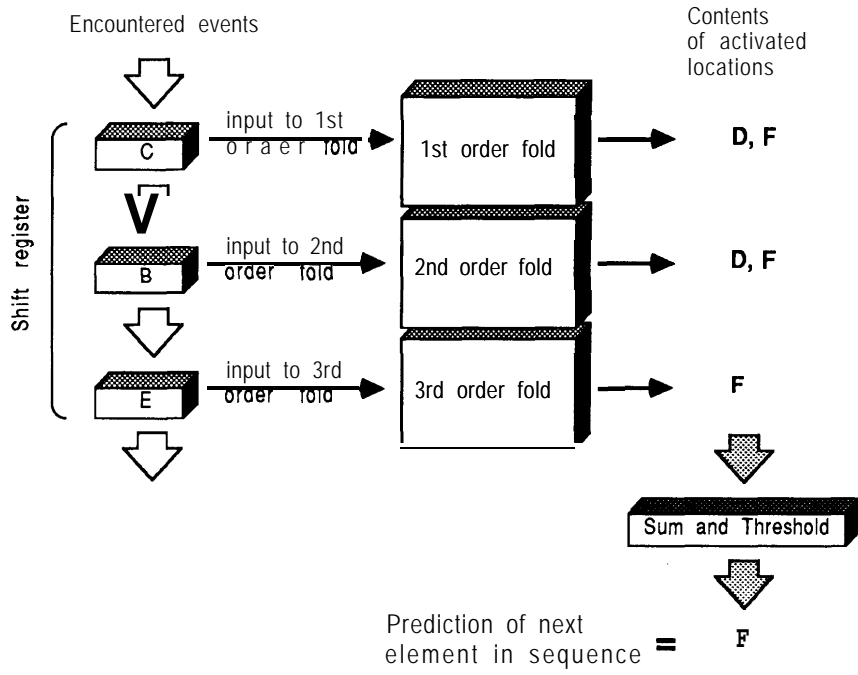 Encountered events
Contents
of activated
locations
Shift register
C
input to 1st
oraer fold
1st order fold
D, F
B
input to 2nd
order fold
2nd order fold
D, F
E
input to 3rd
order fold
3rd order fold
F
Sum and Threshold
Prediction of next
element in sequence = F